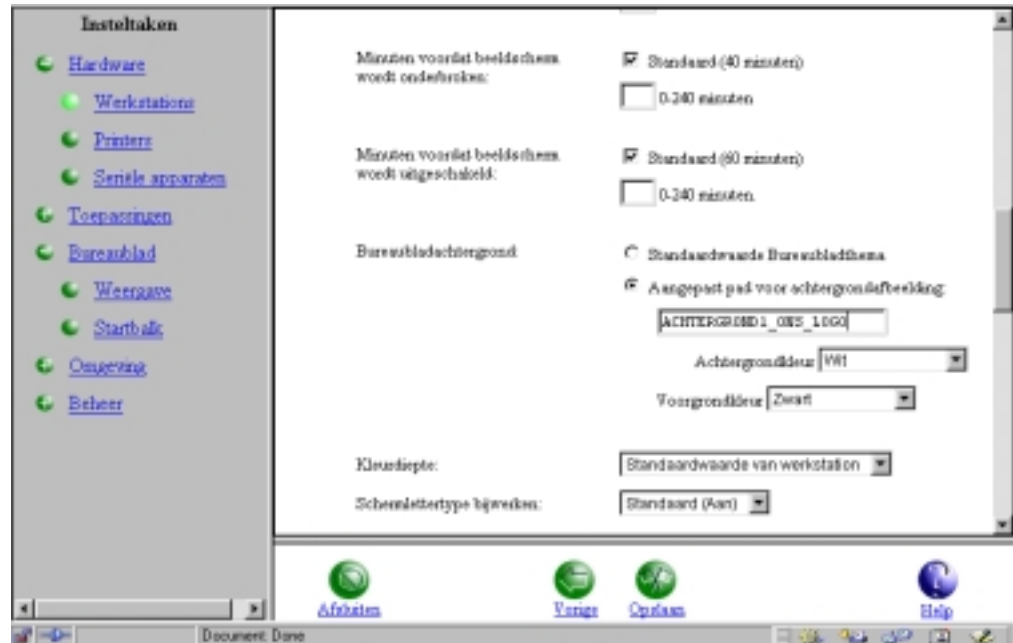 Insteltaken
Hardware
Werkstations
Printers
Seriële apparaten
Toepassingen
Bureaublad
Weergave
Startbalk
Omgeving
Beheer
Minuten voordat beeldscherm
wordt onderbroken:
Standaard (40 minuten)
0-240 minuten
Minuten voordat beeldscherm
wordt uitgeschakeld:
Standaard (60 minuten)
0-240 minuten
Bureaubladachtergrond:
Standaardwaarde Bureaubladthema
Aangepast pad voor achtergrondafbeelding:
ACHTERGROND1_ONS_LOGO
Achtergrondkleur Wit
Voorgrondkleur Zwart
Kleurdiepte: Standaardwaarde van werkstation
Schermlettertype bijwerken: Standaard (Aan)
Afsluiten
Vorige
Opslaan
Help
Document: Done